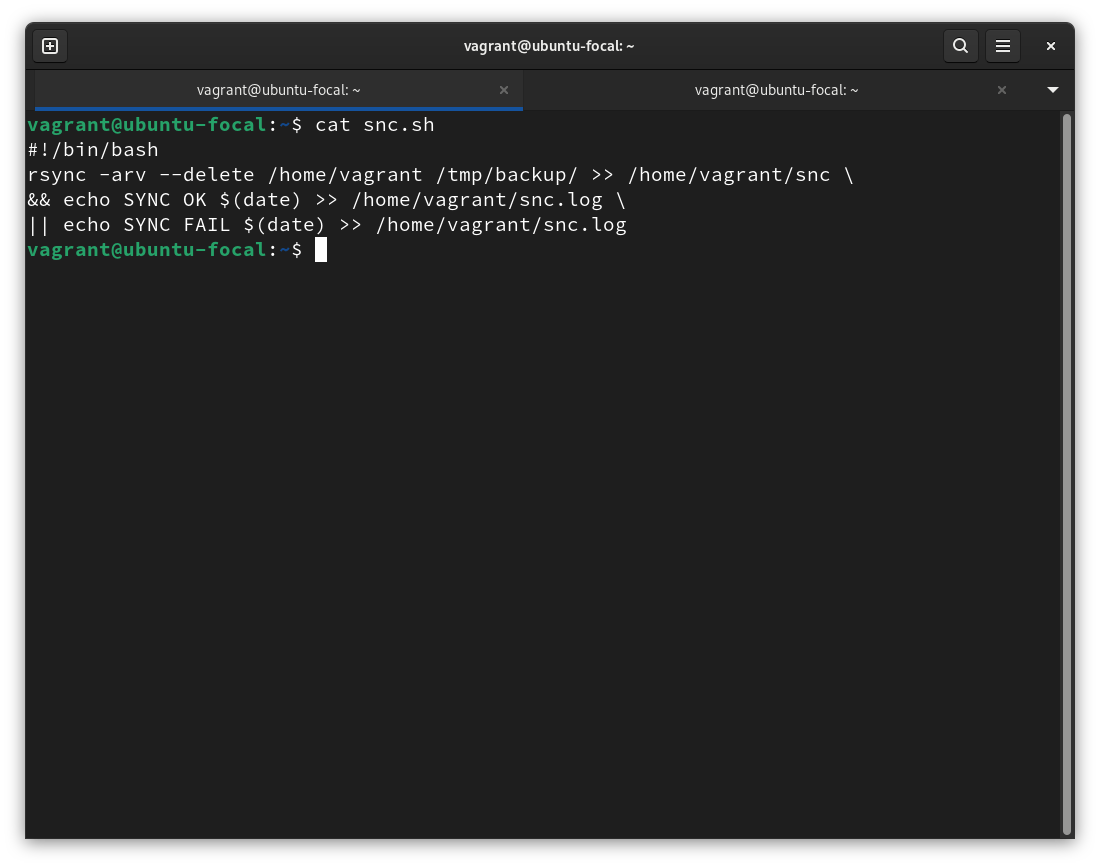 vagrant@ubuntu-focal: ~
vagrant@ubuntu-focal: ~
vagrant@ubuntu-focal: ~
vagrant@ubuntu-focal:~$ cat snc.sh
#!/bin/bash
rsync -arv --delete /home/vagrant /tmp/backup/ >> /home/vagrant/snc \
&& echo SYNC OK $(date) >> /home/vagrant/snc.log \
|| echo SYNC FAIL $(date) >> /home/vagrant/snc.log
vagrant@ubuntu-focal:~$